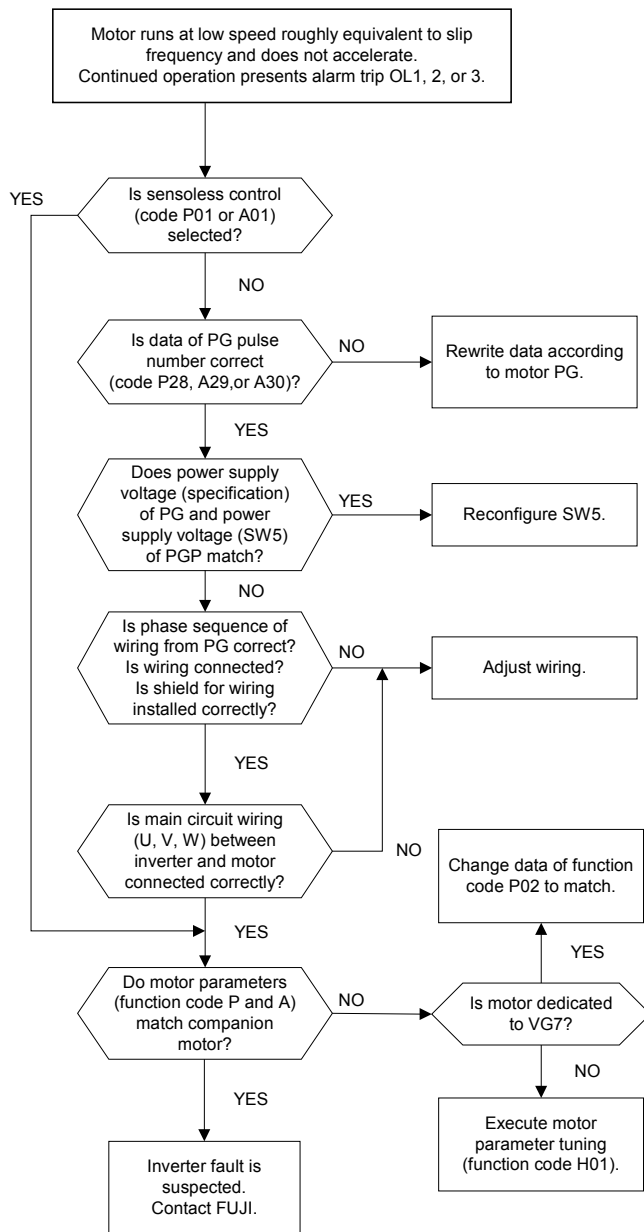 Motor runs at low speed roughly equivalent to slip
frequency and does not accelerate.
Continued operation presents alarm trip OL1, 2, or 3.
YES
Is sensoless control
(code P01 or A01)
selected?
NO
Is data of PG pulse
number correct
(code P28, A29,or A30)?
NO
Rewrite data according
to motor PG.
YES
Does power supply
voltage (specification)
of PG and power
supply voltage (SW5)
of PGP match?
YES
Reconfigure SW5.
NO
Is phase sequence of
wiring from PG correct?
Is wiring connected?
Is shield for wiring
installed correctly?
NO
Adjust wiring.
YES
Is main circuit wiring
(U, V, W) between
inverter and motor
connected correctly?
NO
Change data of function
code P02 to match.
YES
YES
Do motor parameters
(function code P and A)
match companion
motor?
NO
Is motor dedicated
to VG7?
YES
NO
Inverter fault is
suspected.
Contact FUJI.
Execute motor
parameter tuning
(function code H01).